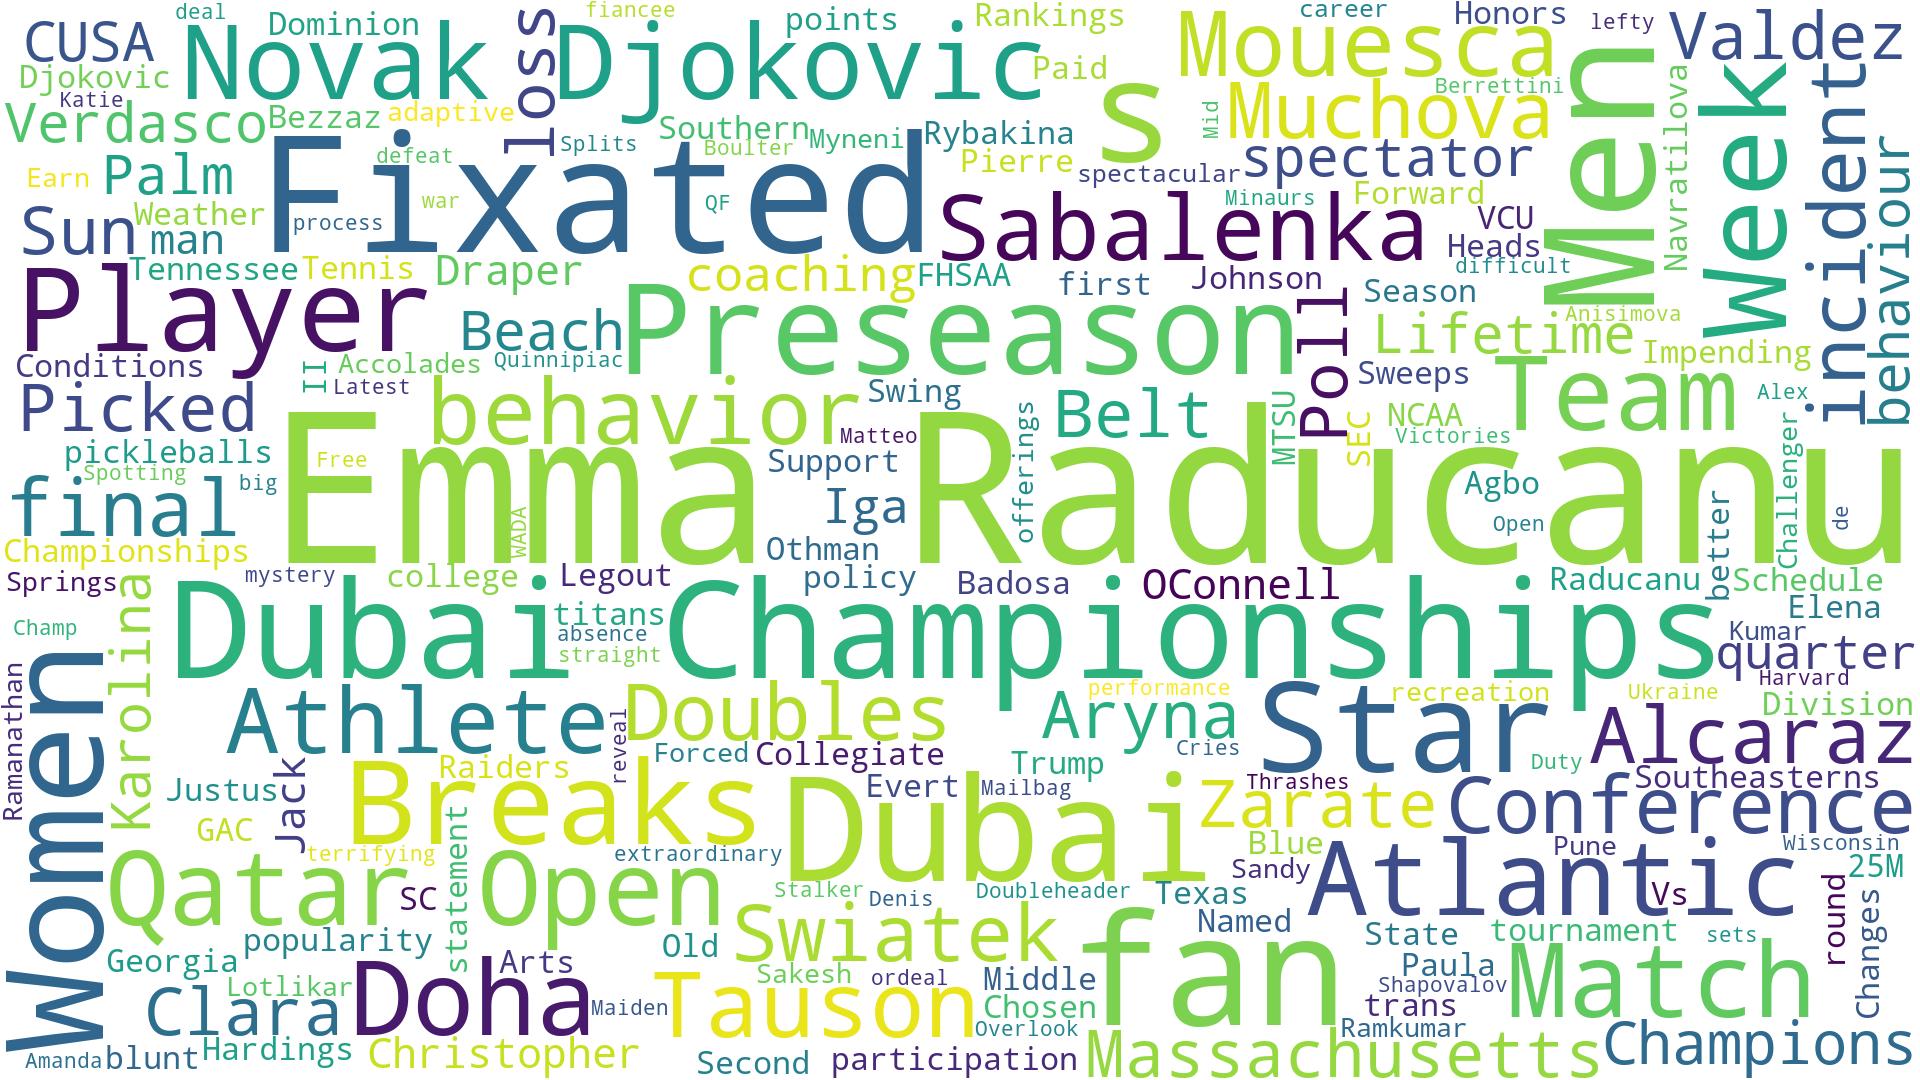 deal
fiancee
career
Honors
lefty
CUSA
Novak Djokovic
Dominion
loss
points
Rankings
Mouesca
Valdez
Djokovic
Katie
Paid
Berrettini
Men
Week
incident
Verdasco
Bezzaz
adaptive
s
Mid
Muchova
Navratilova
behaviour
Splits
Southern
Boulter
Myneni
Rybakina
Pierre
spectator
spectacular
Palm
Earn
Fixated
defeat
war
process
QF
Sabalenka
Minaurs
Forward
VCU
Heads
difficult
Sun
Weather
man
Player
Tennessee
Tennis
Draper
coaching
FHSAA
first
Johnson
Season
Anisimova
Beach
Quinnipiac
Preseason
Poll
Lifetime
Impending
Conditions
II
Accolades
Latest
Picked
behavior
Swing
Belt
Sweeps
Team
Alex
MTSU
SEC
NCAA
Victories
Matteo
pickleballs
Spotting
big
Free
Emma Raducanu
Support
offerings
Agbo
Challenger
final
WADA
Iga
Open
better
de
Championships
Othman
Springs
mystery
college
Legout
policy
Badosa
OConnell
Raducanu
Schedule
Elena
Champ
Karolina
Dubai Championships
titans
absence
straight
Kumar
quarter
Harvard
Women
Ramanathan
Athlete
reveal
Doubles
performance
Aryna
Star
recreation
Ukraine
Division
Alcaraz
Forced
Collegiate
Cries
Trump
Duty
Southeasterns
Justus
Jack
Breaks
Raiders
Evert
Mailbag
Dubai
Thrashes
Zarate
Conference
GAC
terrifying
statement
extraordinary
Blue
Sandy
Pune
Wisconsin
25M
Qatar Open
SC
Stalker
Denis
Doubleheader
Texas
Atlantic
Vs
round
Changes
popularity
Old
Swiatek
Named
State
tournament
sets
Georgia
Arts
Lotlikar
Sakesh
ordeal
Middle
fan
Paula
Shapovalov
Match
Clara
Doha
Maiden
Tauson
Chosen
trans
Overlook
Ramkumar
Amanda
blunt
Hardings
Christopher
Second
participation
Massachusetts
Champions